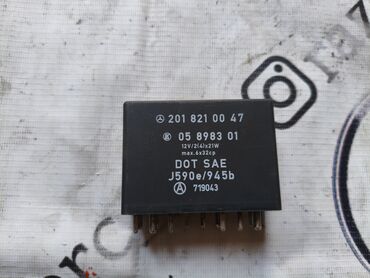 201 821 00 47
05 8983 01
12V/2(4)x21W
max. 6x32cp
DOT SAE
J590e/945b
A 719043